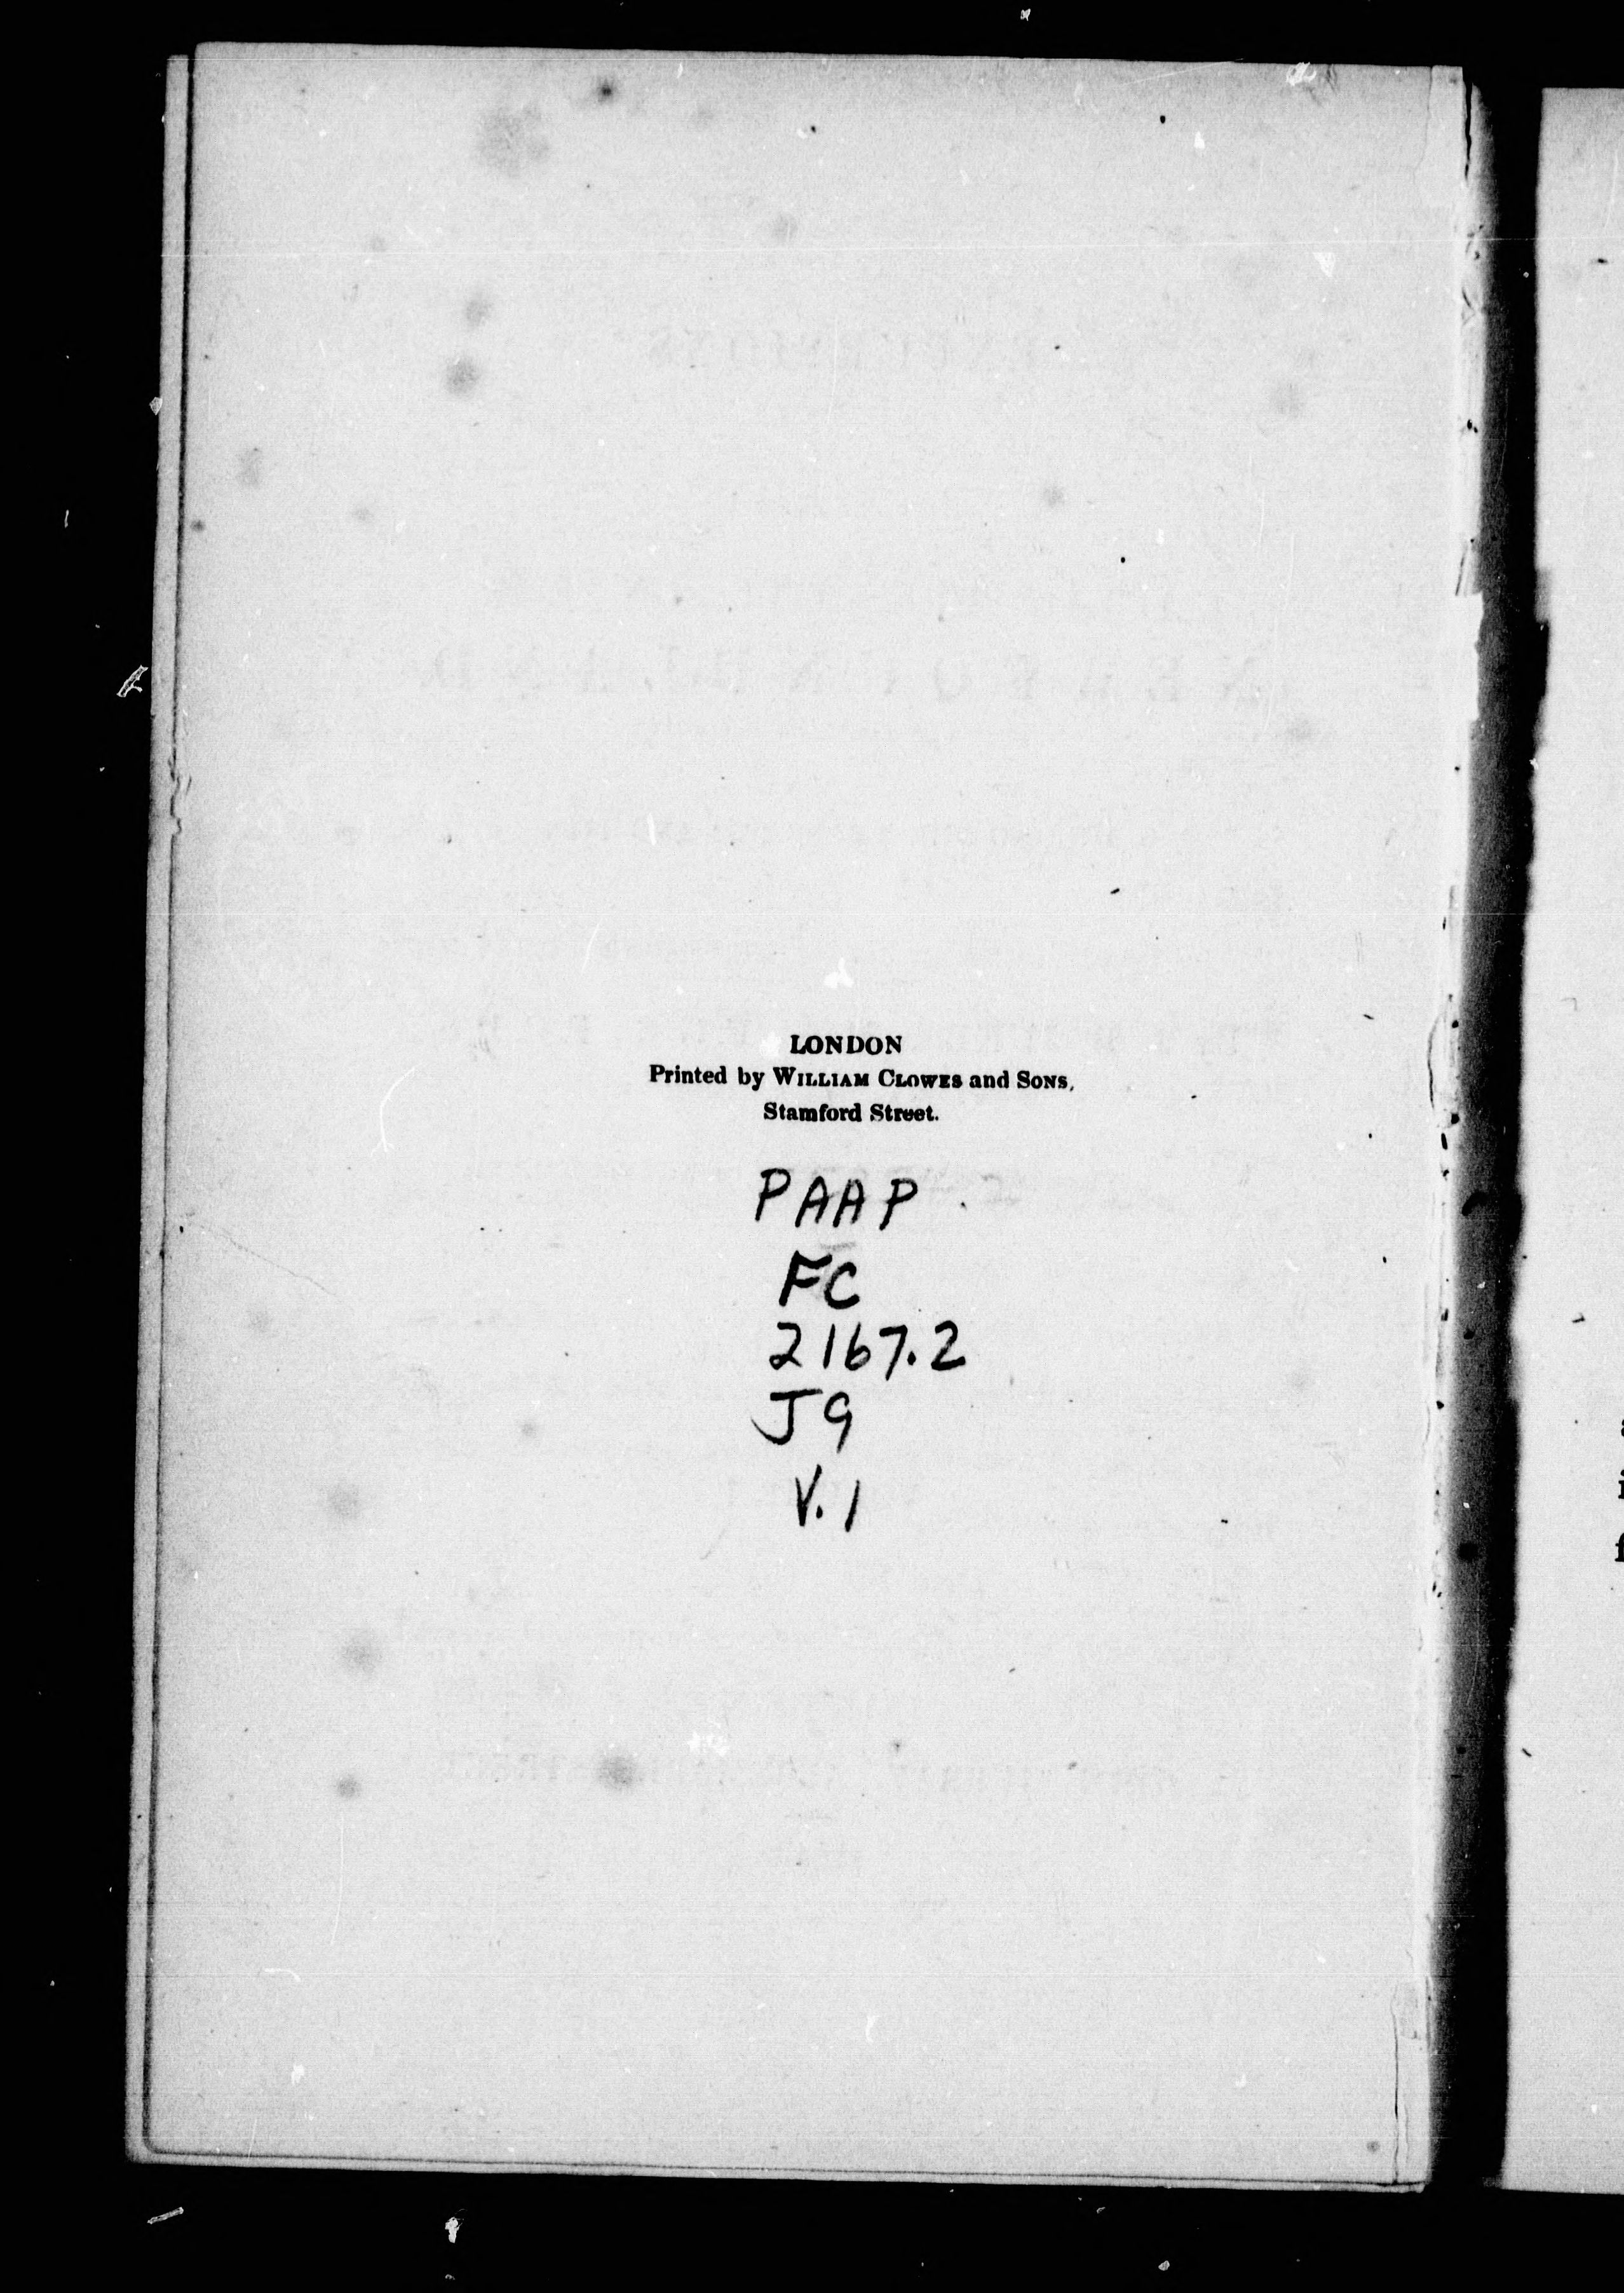 LONDON
Printed by WILLIAM CLOWES and SONS,
Stamford Street.
PAAP
FC
2167.2
J9
V.1